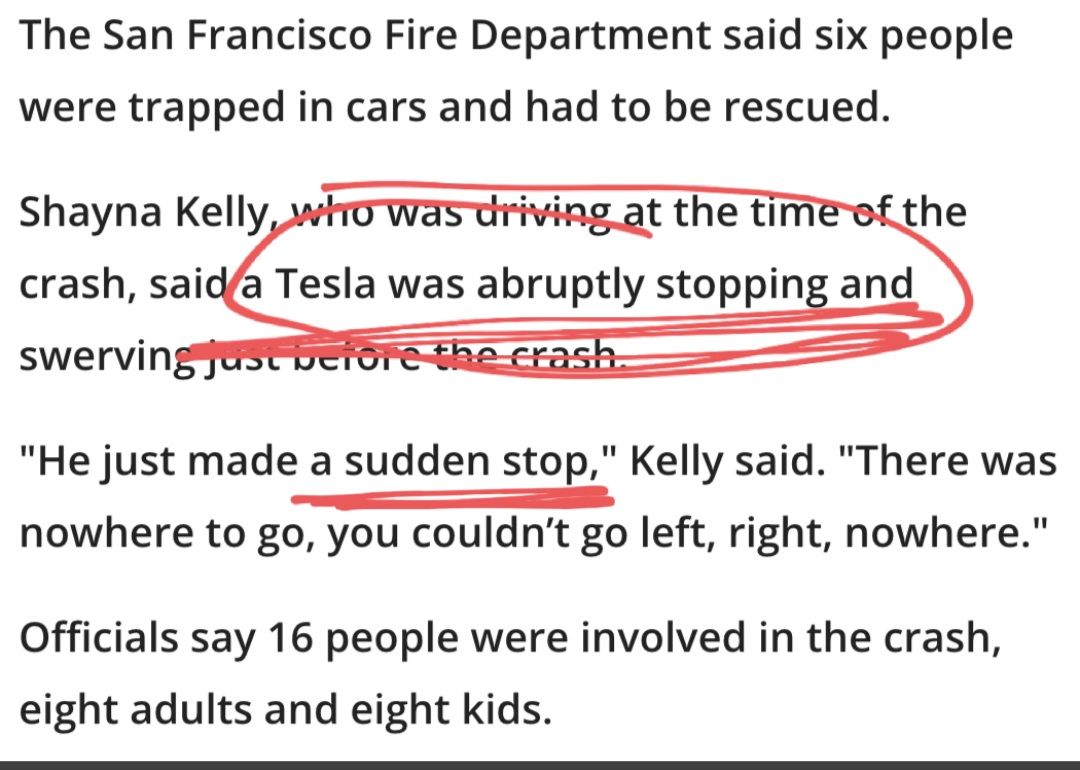 The San Francisco Fire Department said six people
were trapped in cars and had to be rescued.
Shayna Kelly, who was driving at the time of the
crash, said a Tesla was abruptly stopping and
swerving just before the crash.
"He just made a sudden stop," Kelly said. "There was
nowhere to go, you couldn’t go left, right, nowhere."
Officials say 16 people were involved in the crash,
eight adults and eight kids.